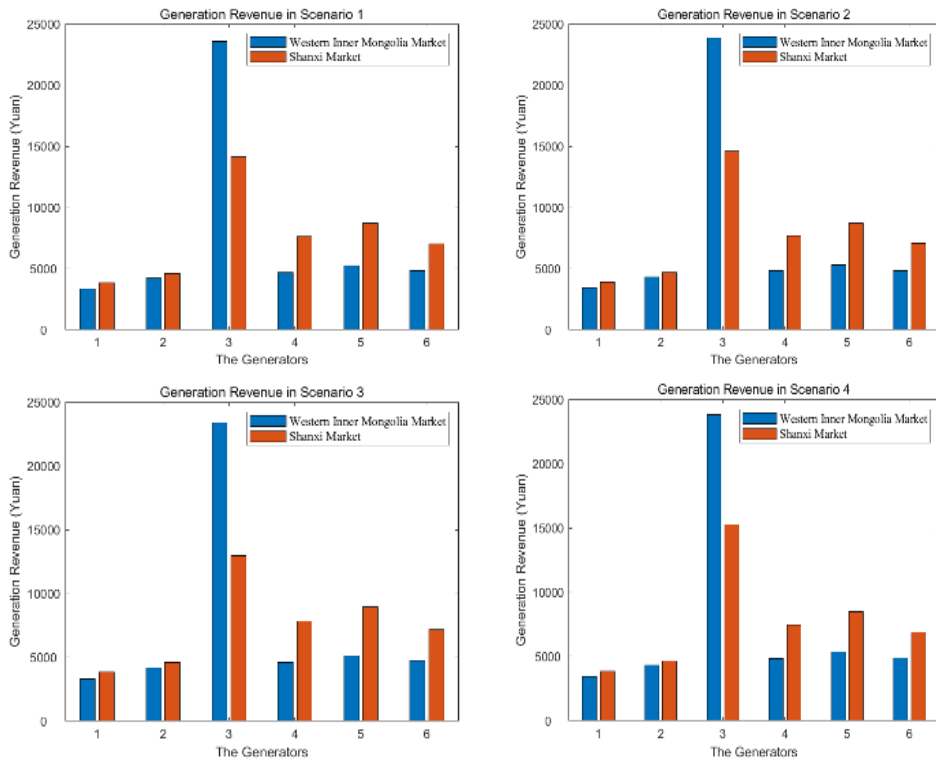 Generation Revenue in Scenario 1
Generation Revenue (Yuan)
25000
20000
15000
10000
5000
0
Western Inner Mongolia Market
Shanxi Market
1 2 3 4 5 6
The Generators
Generation Revenue in Scenario 2
Generation Revenue (Yuan)
25000
20000
15000
10000
5000
0
Western Inner Mongolia Market
Shanxi Market
1 2 3 4 5 6
The Generators
Generation Revenue in Scenario 3
Generation Revenue (Yuan)
25000
20000
15000
10000
5000
0
Western Inner Mongolia Market
Shanxi Market
1 2 3 4 5 6
The Generators
Generation Revenue in Scenario 4
Generation Revenue (Yuan)
25000
20000
15000
10000
5000
0
Western Inner Mongolia Market
Shanxi Market
1 2 3 4 5 6
The Generators